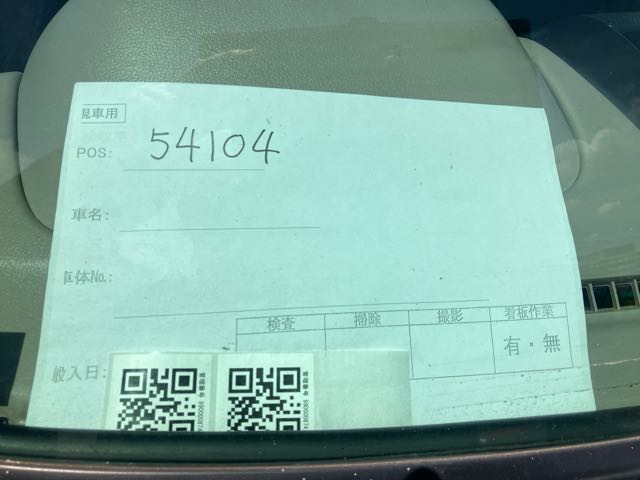 現車用
POS: 54104
車名:
車体No.:
検査 掃除 撮影 看板作業
有・無
搬入日: